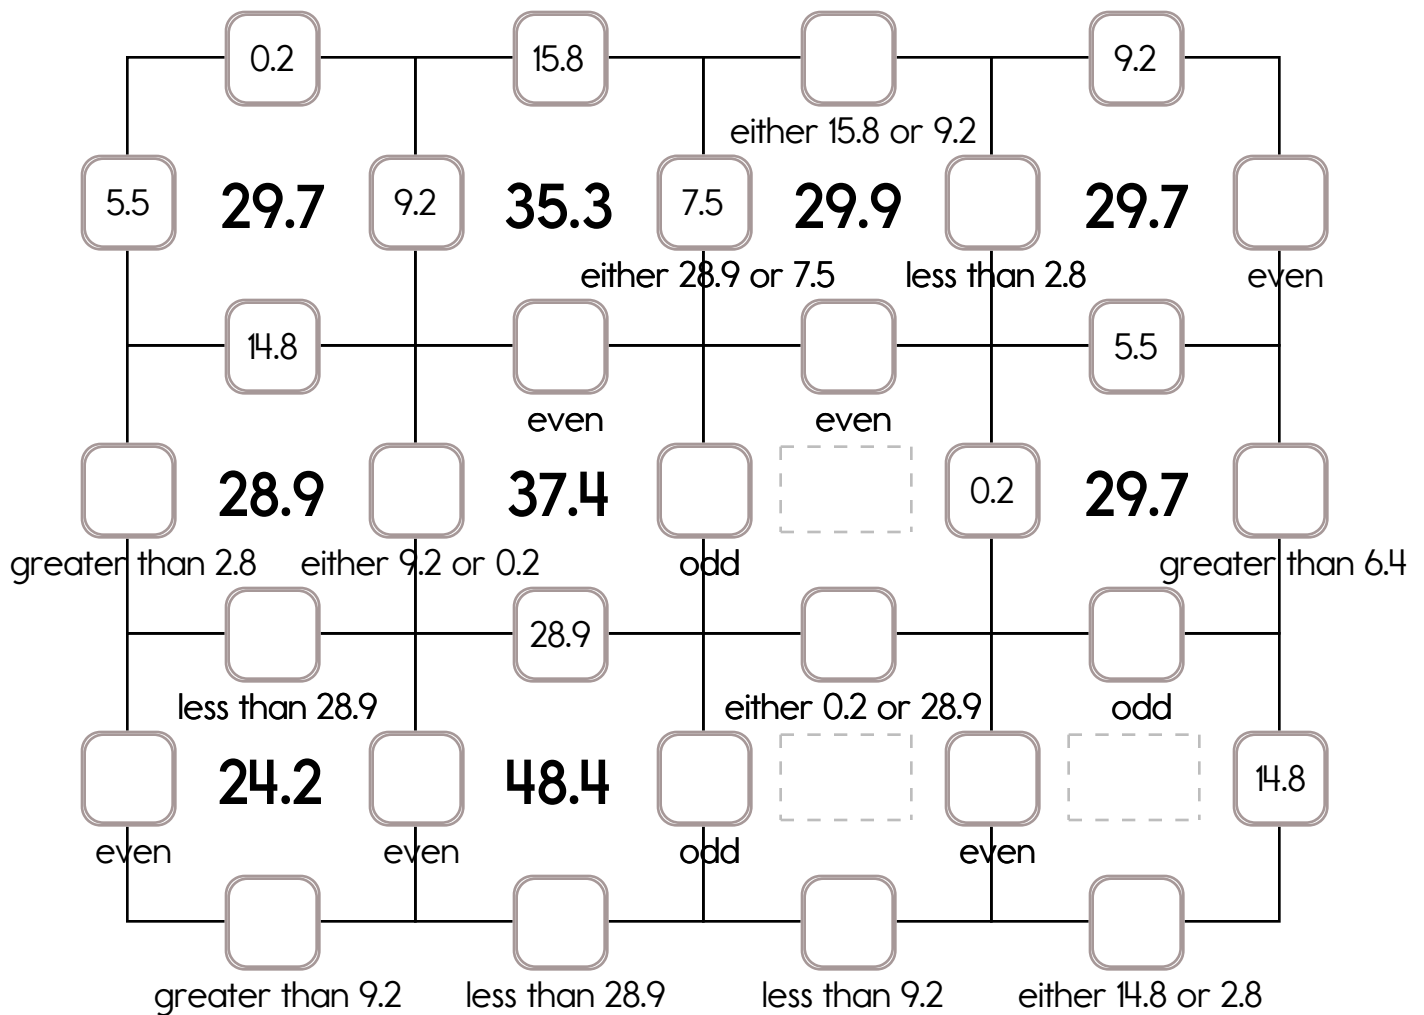 0.2 15.8 9.2
either 15.8 or 9.2
5.5 29.7 9.2 35.3 7.5 29.9 29.7
either 28.9 or 7.5 less than 2.8 even
14.8 5.5
even even
28.9 37.4 0.2 29.7
greater than 2.8 either 9.2 or 0.2 odd greater than 6.4
28.9
less than 28.9 either 0.2 or 28.9 odd
24.2 48.4 14.8
even even odd even
greater than 9.2 less than 28.9 less than 9.2 either 14.8 or 2.8